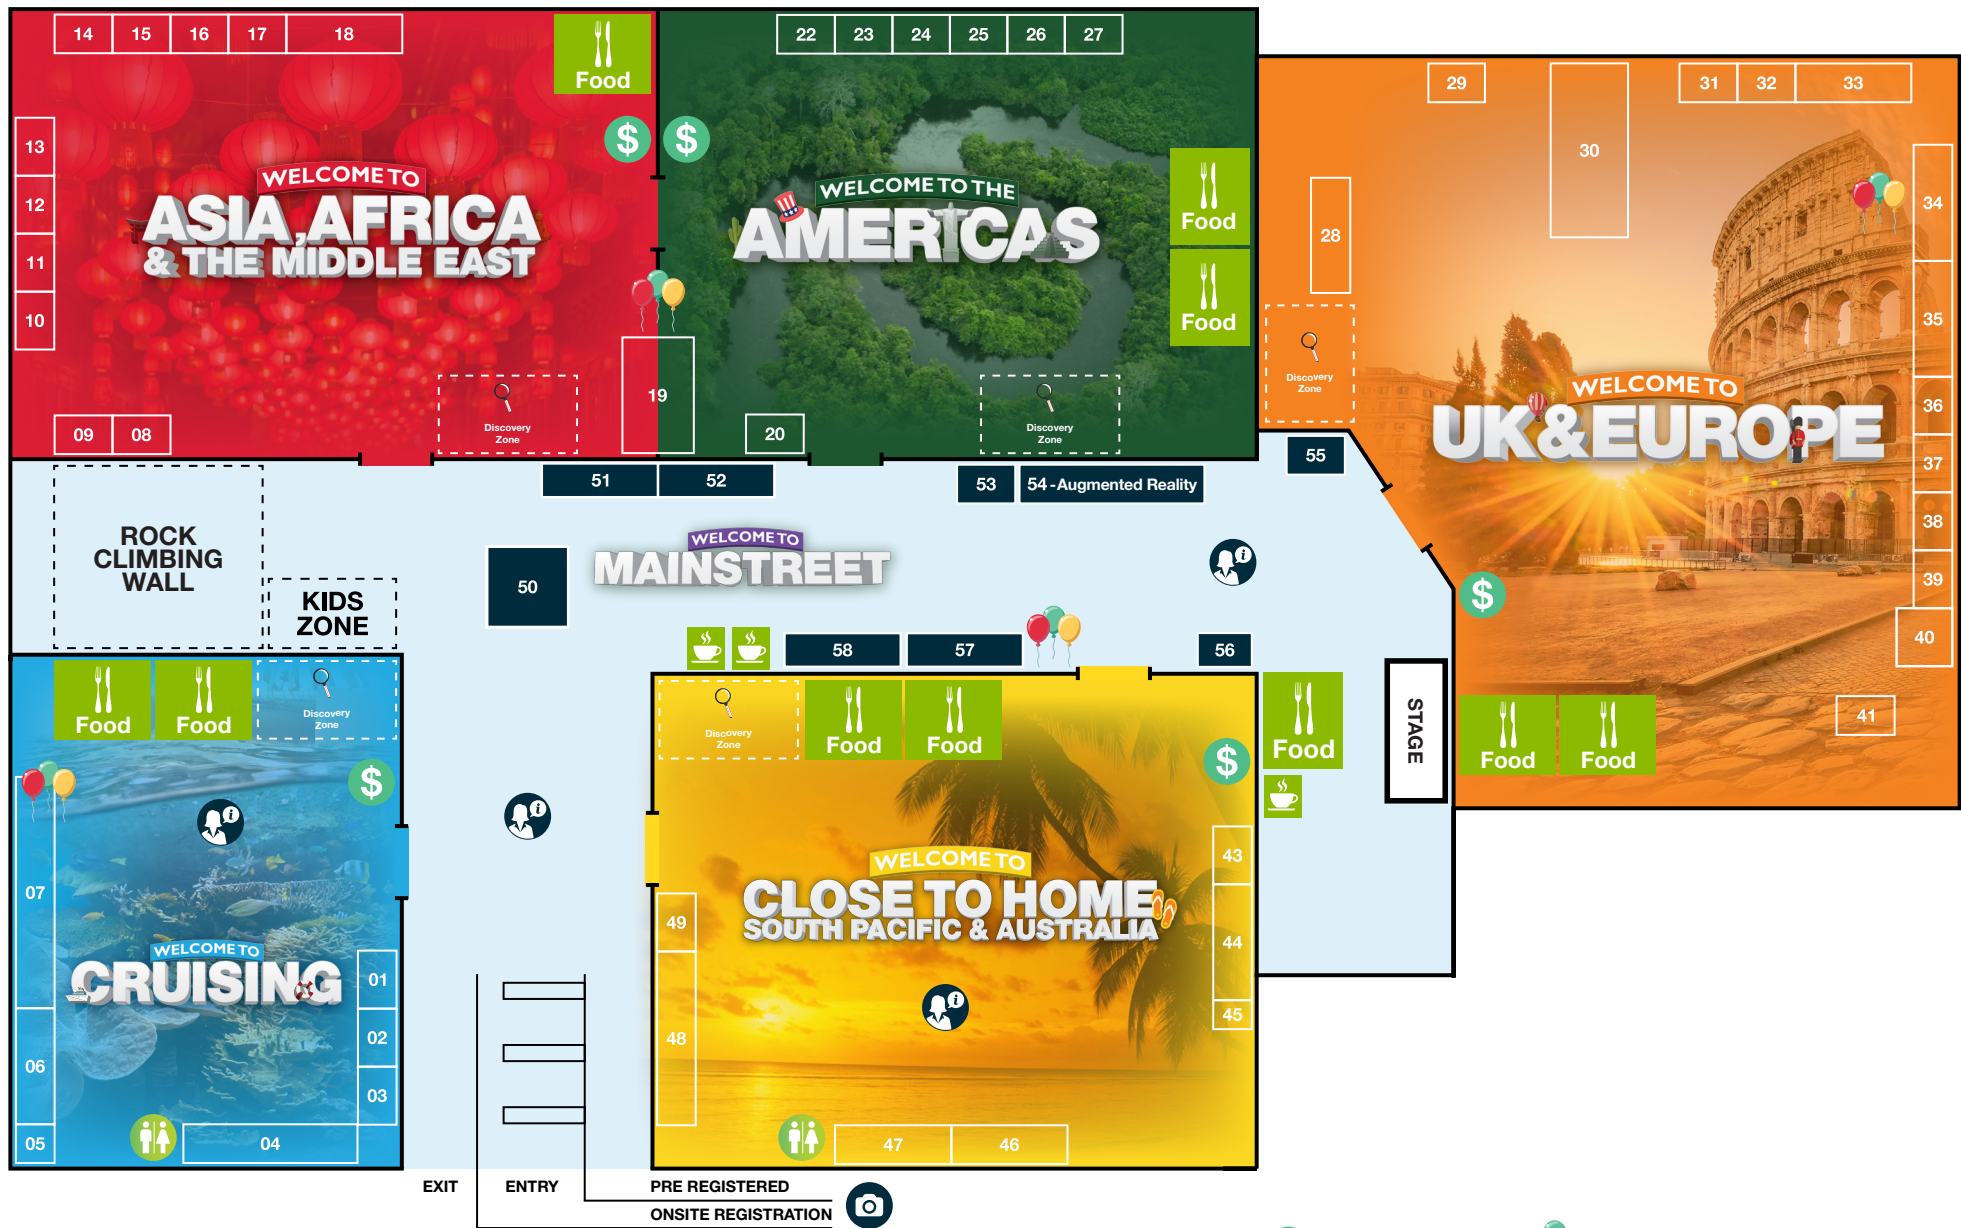 14 15 16 17 18
Food
13
12
11
10
WELCOME TO
ASIA, AFRICA
& THE MIDDLE EAST
$
09 08
Discovery
Zone
19
22 23 24 25 26 27
$
WELCOME TO THE
AMERICAS
Food
Food
20
Discovery
Zone
29
30
31 32 33
28
34
35
36
37
38
39
40
41
Discovery
Zone
WELCOME TO
UK & EUROPE
$
Food
Food
51 52
53
54 - Augmented Reality
55
ROCK
CLIMBING
WALL
KIDS
ZONE
50
WELCOME TO
MAINSTREET
i
58 57
56
Food
STAGE
Food
Food
Discovery
Zone
$
i
07
WELCOME TO
CRUISING
01
02
03
06
05
04
i
Discovery
Zone
Food
Food
$
WELCOME TO
CLOSE TO HOME
SOUTH PACIFIC & AUSTRALIA
43
44
45
49
48
i
47 46
EXIT
ENTRY
PRE REGISTERED
ONSITE REGISTRATION